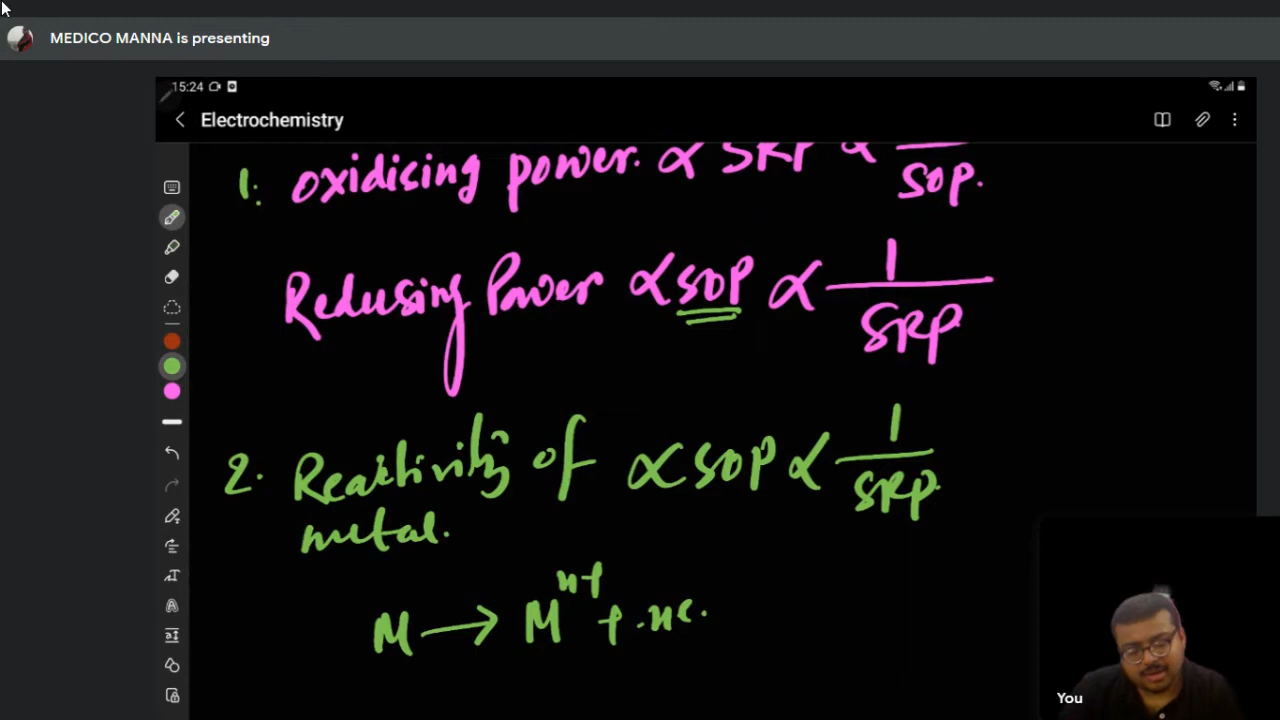 MEDICO MANNA is presenting
15:24
Electrochemistry
1. oxidising power. ∝ SRP ∝ 1/SOP.
Redusing Power ∝ SOP ∝ 1/SRP
2. Reactivity of ∝ SOP ∝ 1/SRP.
metal.
M → Mⁿ⁺ + ne.
You